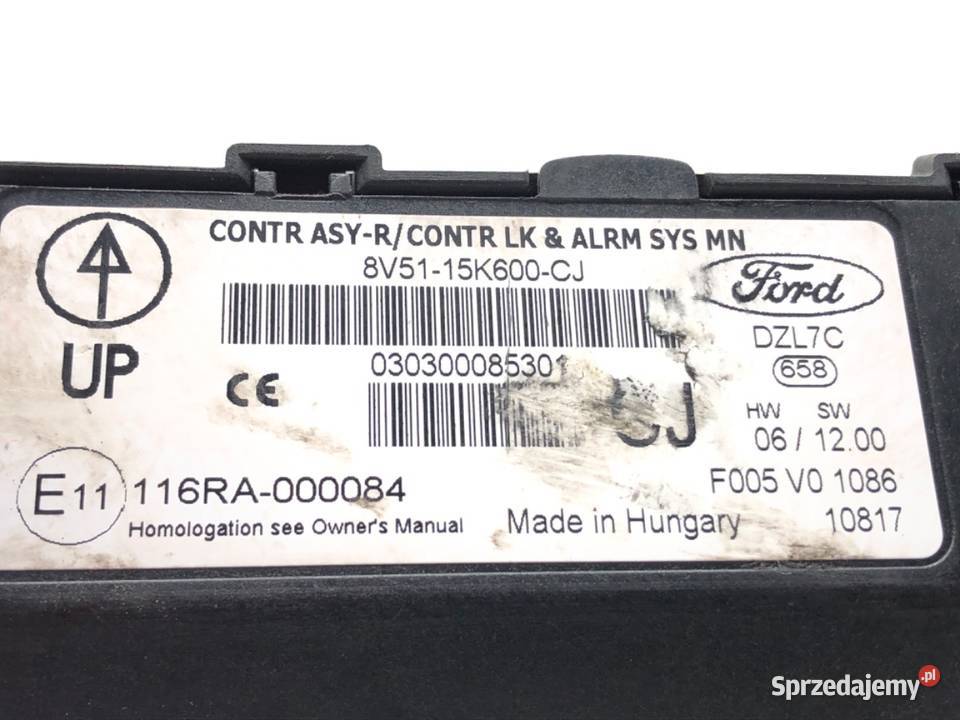 CONTR ASY-R/CONTR LK & ALRM SYS MN
8V51-15K600-CJ
Ford
UP
DZL7C
658
CE
CJ
HW SW
06 / 12.00
E11 116RA-000084
Homologation see Owner's Manual
F005 V0 1086
Made in Hungary 10817
Sprzedajemy.pl